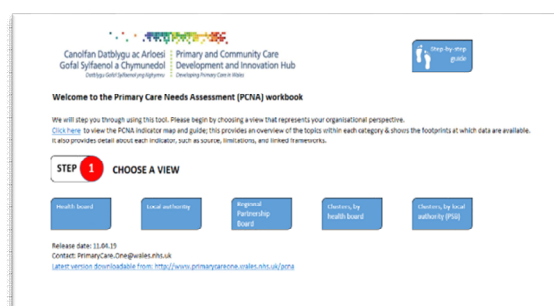 Canolfan Datblygu ac Arloesi
Gofal Sylfaenol a Chymunedol
Datblygu Gofal Sylfaenol yng Nghymru
Primary and Community Care
Development and Innovation Hub
Developing Primary Care in Wales
Step-by-step
guide
Welcome to the Primary Care Needs Assessment (PCNA) workbook
We will step you through using this tool. Please begin by choosing a view that represents your organisational perspective.
Click here to view the PCNA indicator map and guide; this provides an overview of the topics within each category & shows the footprints at which data are available.
It also provides detail about each indicator, such as source, limitations, and linked frameworks.
STEP 1 CHOOSE A VIEW
Health board
Local authority
Regional
Partnership
Board
Clusters, by
health board
Clusters, by local
authority (PSB)
Release date: 11.04.19
Contact: PrimaryCare.One@wales.nhs.uk
Latest version downloadable from: http://www.primarycareone.wales.nhs.uk/pcna